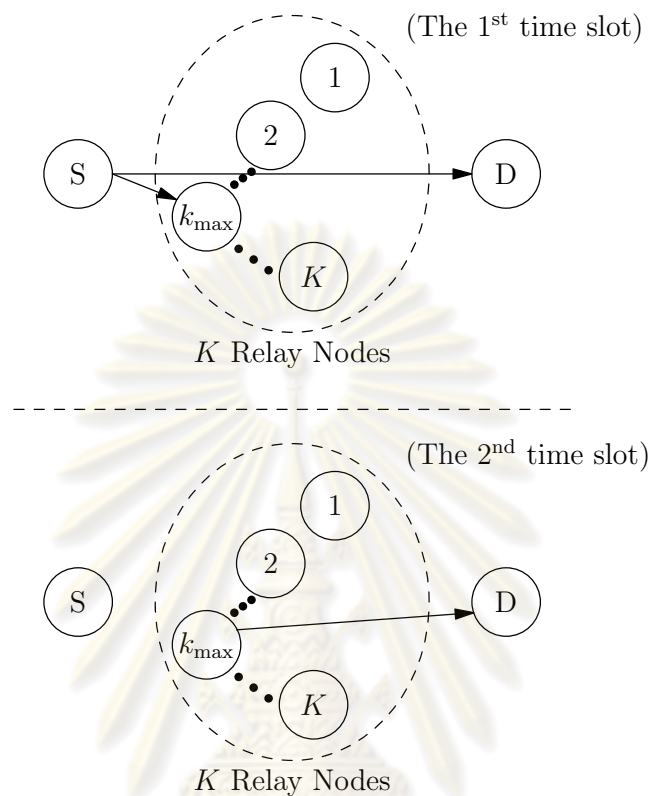 (The 1st time slot)
1
2
S
D
kmax
K
K Relay Nodes
(The 2nd time slot)
1
2
S
D
kmax
K
K Relay Nodes